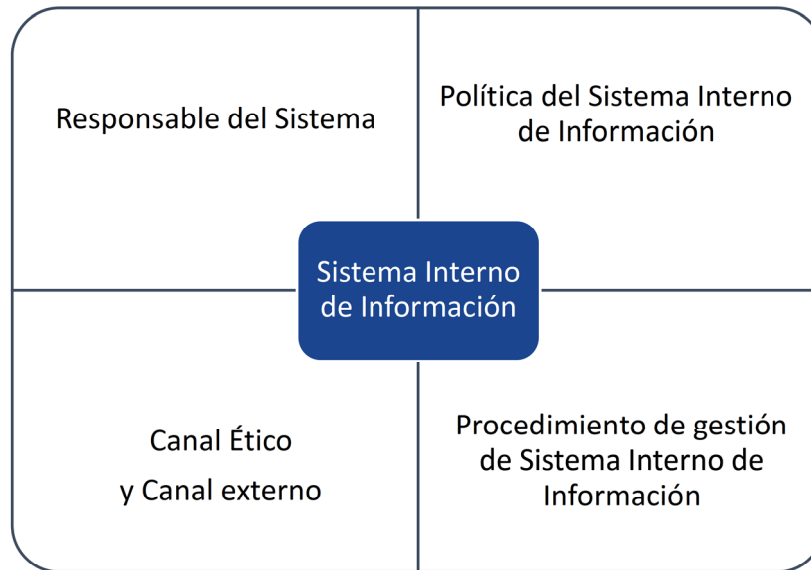 Responsable del Sistema
Política del Sistema Interno
de Información
Sistema Interno
de Información
Canal Ético
y Canal externo
Procedimiento de gestión
de Sistema Interno de
Información